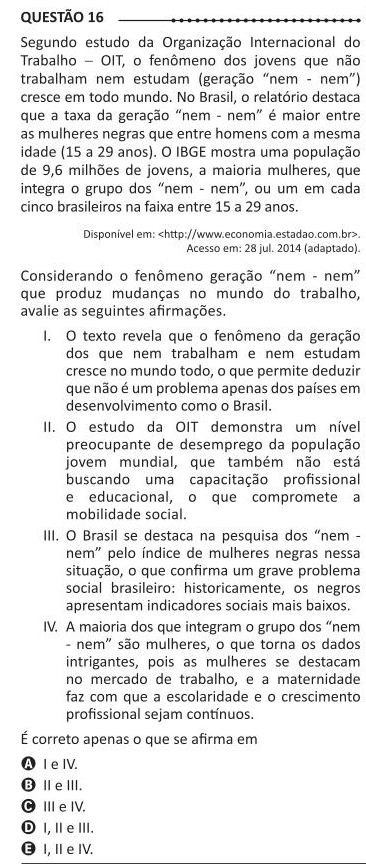 QUESTÃO 16
Segundo estudo da Organização Internacional do
Trabalho – OIT, o fenômeno dos jovens que não
trabalham nem estudam (geração “nem - nem”)
cresce em todo mundo. No Brasil, o relatório destaca
que a taxa da geração “nem - nem” é maior entre
as mulheres negras que entre homens com a mesma
idade (15 a 29 anos). O IBGE mostra uma população
de 9,6 milhões de jovens, a maioria mulheres, que
integra o grupo dos “nem - nem”, ou um em cada
cinco brasileiros na faixa entre 15 a 29 anos.
Disponível em: <http://www.economia.estadao.com.br>.
Acesso em: 28 jul. 2014 (adaptado).
Considerando o fenômeno geração “nem - nem”
que produz mudanças no mundo do trabalho,
avalie as seguintes afirmações.
I. O texto revela que o fenômeno da geração
dos que nem trabalham e nem estudam
cresce no mundo todo, o que permite deduzir
que não é um problema apenas dos países em
desenvolvimento como o Brasil.
II. O estudo da OIT demonstra um nível
preocupante de desemprego da população
jovem mundial, que também não está
buscando uma capacitação profissional
e educacional, o que compromete a
mobilidade social.
III. O Brasil se destaca na pesquisa dos “nem -
nem” pelo índice de mulheres negras nessa
situação, o que confirma um grave problema
social brasileiro: historicamente, os negros
apresentam indicadores sociais mais baixos.
IV. A maioria dos que integram o grupo dos “nem
- nem” são mulheres, o que torna os dados
intrigantes, pois as mulheres se destacam
no mercado de trabalho, e a maternidade
faz com que a escolaridade e o crescimento
profissional sejam contínuos.
É correto apenas o que se afirma em
A I e IV.
B II e III.
C III e IV.
D I, II e III.
E I, II e IV.